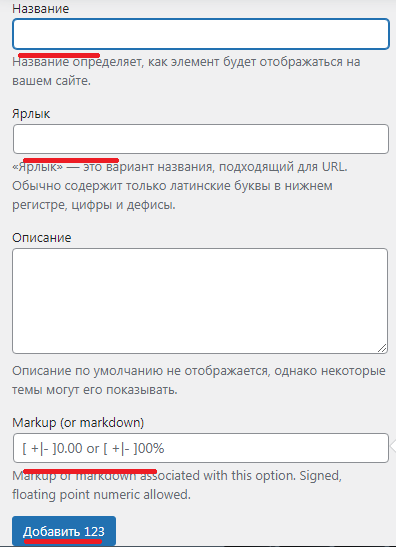 Название
Название определяет, как элемент будет отображаться на
вашем сайте.
Ярлык
«Ярлык» — это вариант названия, подходящий для URL.
Обычно содержит только латинские буквы в нижнем
регистре, цифры и дефисы.
Описание
Описание по умолчанию не отображается, однако некоторые
темы могут его показывать.
Markup (or markdown)
[ +|- ]0.00 or [ +|- ]00%
Markup or markdown associated with this option. Signed,
floating point numeric allowed.
Добавить 123